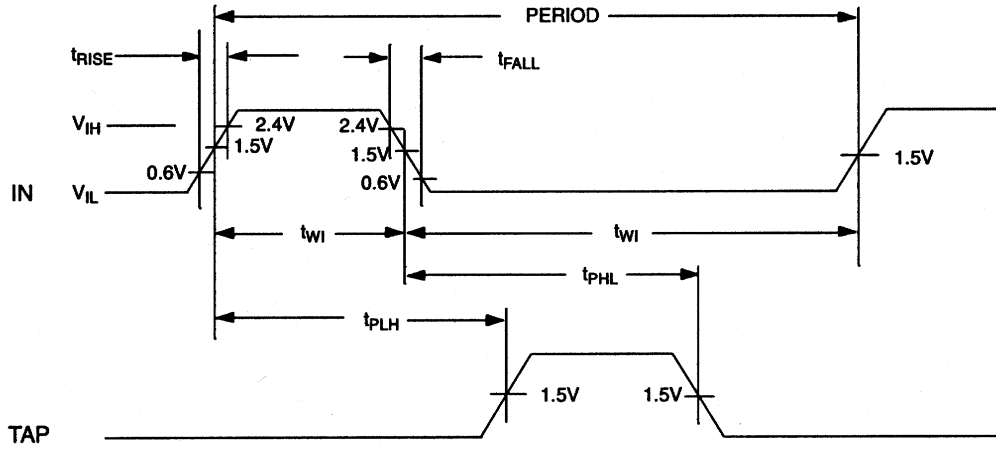 PERIOD
tRISE
tFALL
VIH
2.4V
2.4V
1.5V
1.5V
1.5V
0.6V
0.6V
IN
VIL
tWI
tWI
tPHL
tPLH
1.5V
1.5V
TAP